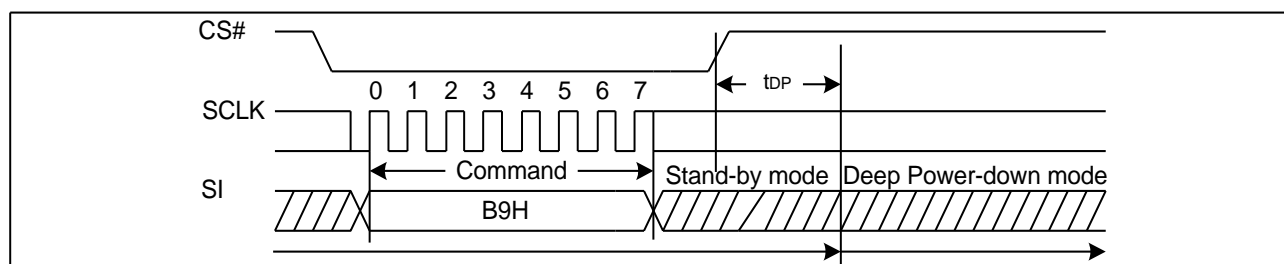 CS#
tDP
0 1 2 3 4 5 6 7
SCLK
Command
Stand-by mode Deep Power-down mode
SI
B9H